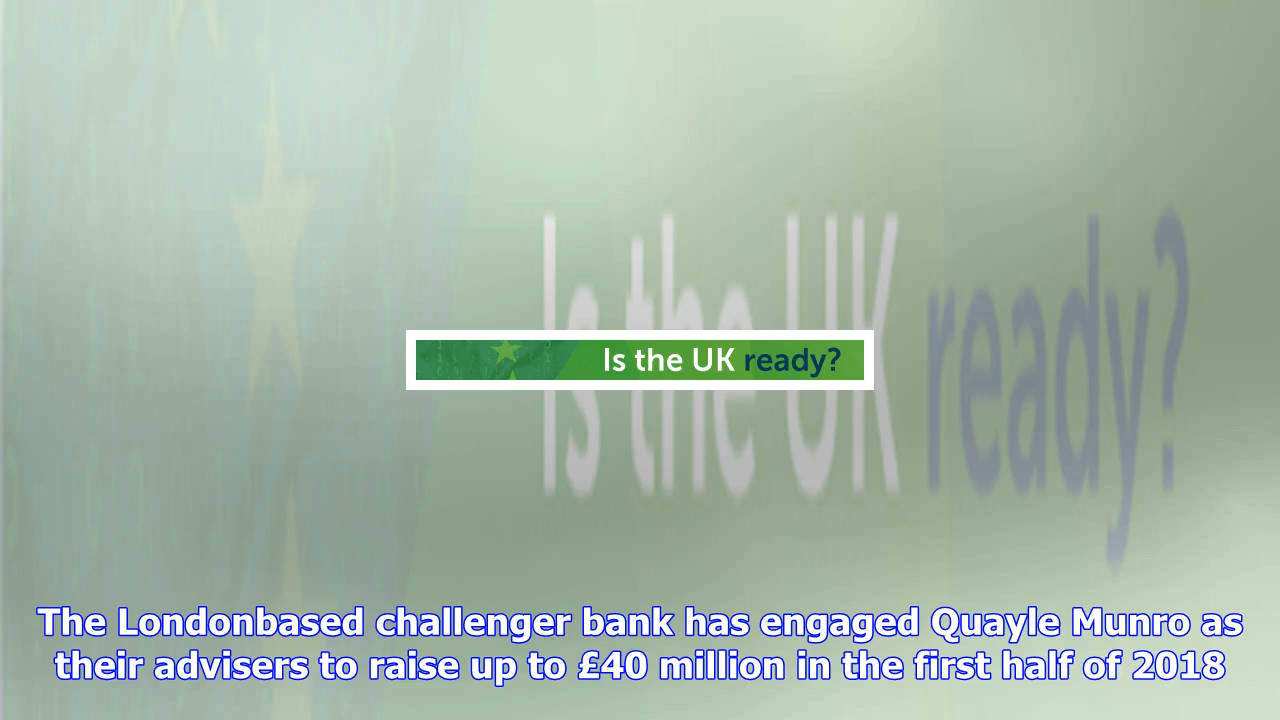 Is the UK ready?
Is the UK ready?
The Londonbased challenger bank has engaged Quayle Munro as
their advisers to raise up to £40 million in the first half of 2018